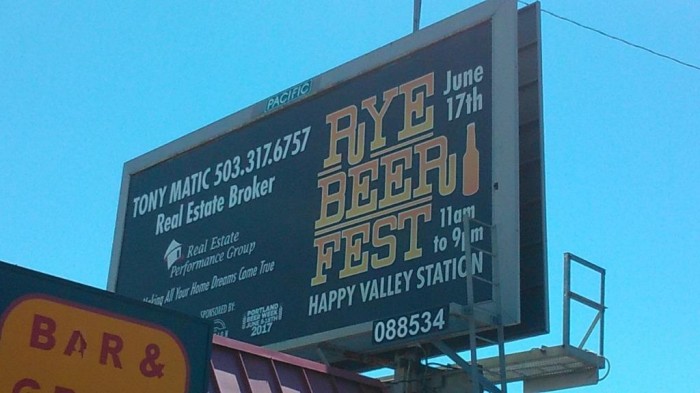 PACIFIC
TONY MATIC 503.317.6757
Real Estate Broker
Real Estate
Performance Group
All Your Home Dreams Come True
SPONSORED BY:
PORTLAND
BEER WEEK
2017
RYE
BEER
FEST
June
17th
11am
to 9pm
HAPPY VALLEY STATION
088534
BAR &